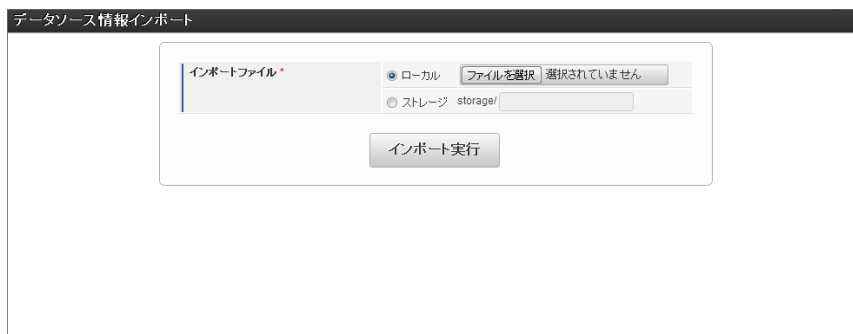 データソース情報インポート
インポートファイル *
ローカル ファイルを選択 選択されていません
ストレージ storage/
インポート実行